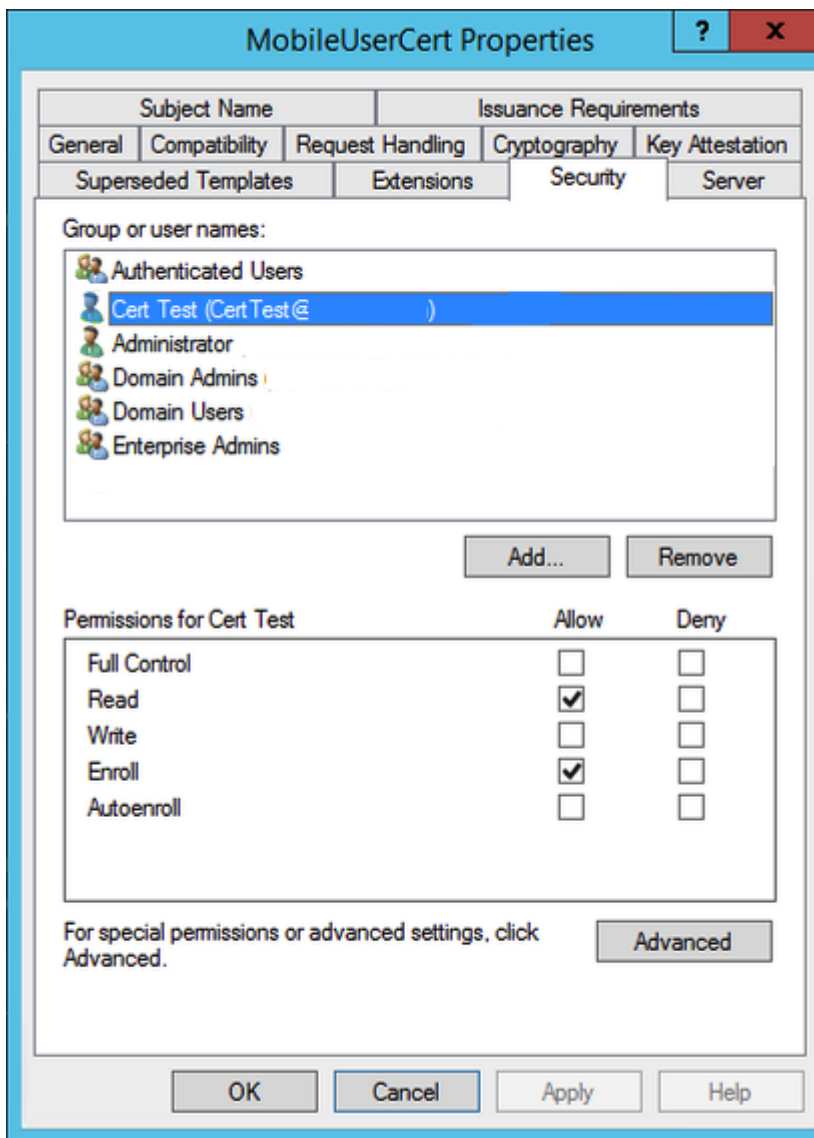 MobileUserCert Properties
? x
Subject Name Issuance Requirements
General Compatibility Request Handling Cryptography Key Attestation
Superseded Templates Extensions Security Server
Group or user names:
Authenticated Users
Cert Test (CertTest@ )
Administrator
Domain Admins (
Domain Users
Enterprise Admins
Add... Remove
Permissions for Cert Test Allow Deny
Full Control
Read
Write
Enroll
Autoenroll
For special permissions or advanced settings, click
Advanced.
Advanced
OK Cancel Apply Help